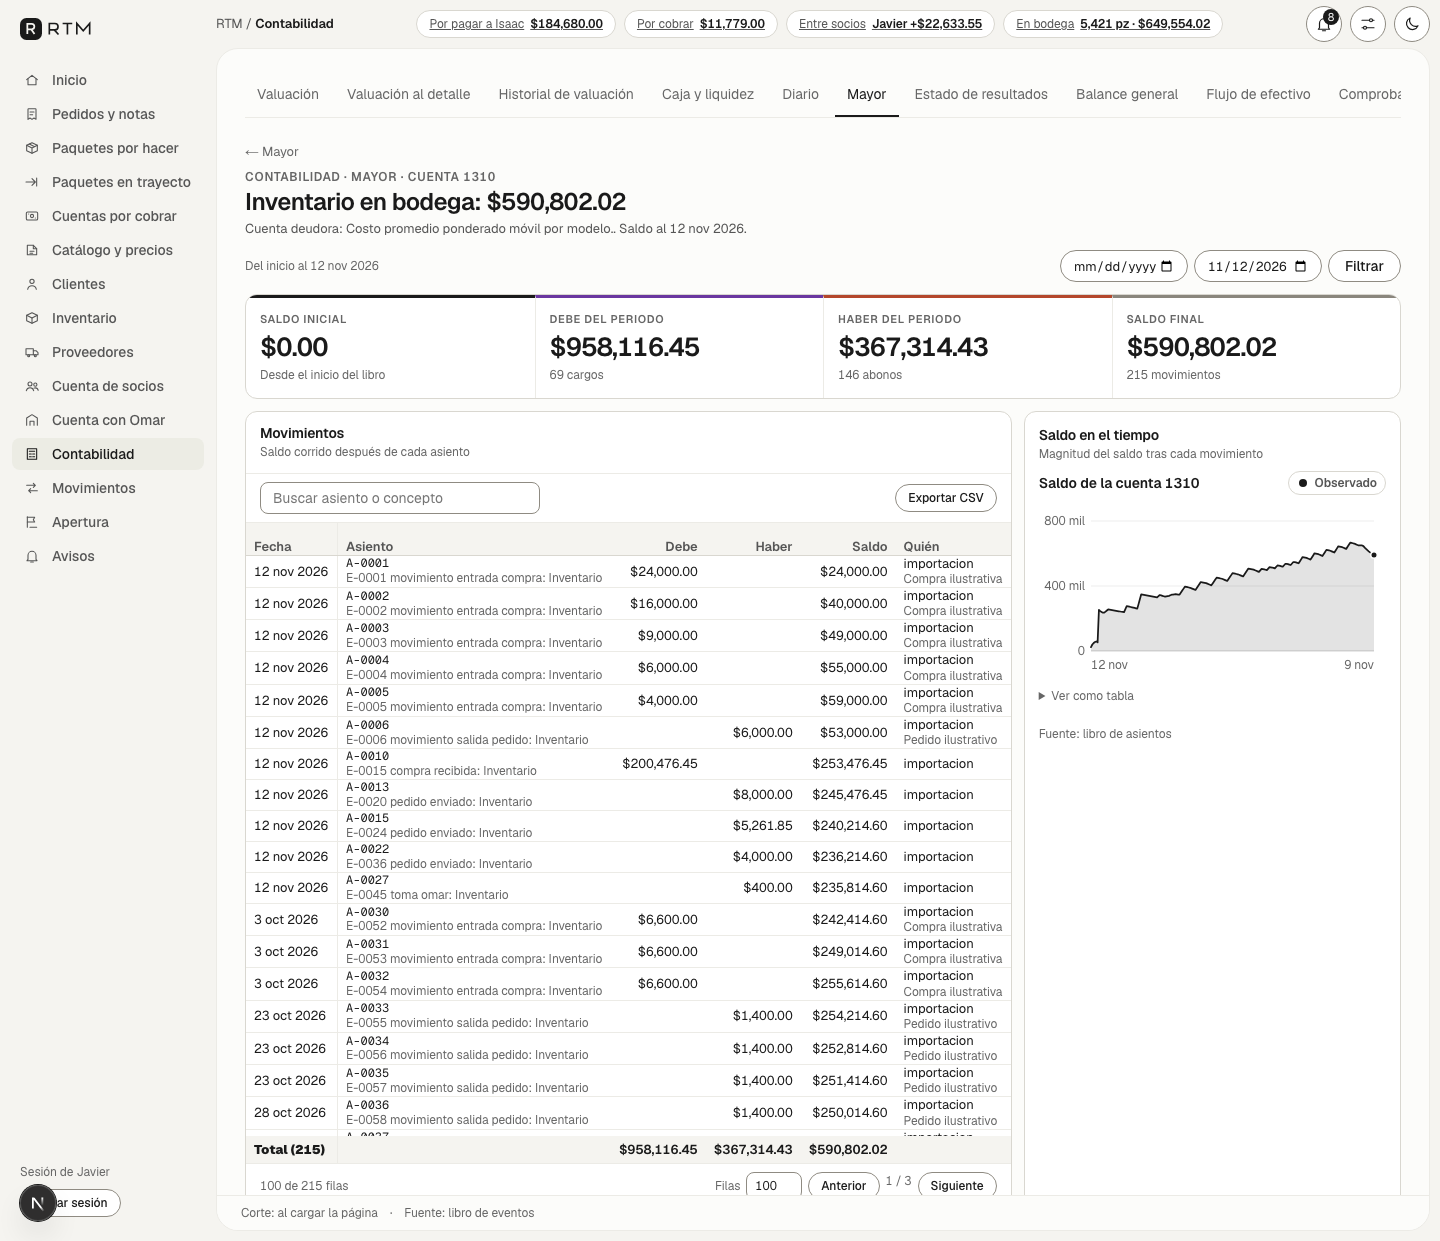 R RTM
RTM / Contabilidad
Por pagar a Isaac $184,680.00
Por cobrar $11,779.00
Entre socios Javier +$22,633.55
En bodega 5,421 pz · $649,554.02
8
Inicio
Pedidos y notas
Paquetes por hacer
Paquetes en trayecto
Cuentas por cobrar
Catálogo y precios
Clientes
Inventario
Proveedores
Cuenta de socios
Cuenta con Omar
Contabilidad
Movimientos
Apertura
Avisos
Sesión de Javier
N ar sesión
Valuación Valuación al detalle Historial de valuación Caja y liquidez Diario Mayor Estado de resultados Balance general Flujo de efectivo Comproba
← Mayor
CONTABILIDAD · MAYOR · CUENTA 1310
Inventario en bodega: $590,802.02
Cuenta deudora: Costo promedio ponderado móvil por modelo.. Saldo al 12 nov 2026.
Del inicio al 12 nov 2026
mm/dd/yyyy 11/12/2026 Filtrar
SALDO INICIAL
$0.00
Desde el inicio del libro
DEBE DEL PERIODO
$958,116.45
69 cargos
HABER DEL PERIODO
$367,314.43
146 abonos
SALDO FINAL
$590,802.02
215 movimientos
Movimientos
Saldo corrido después de cada asiento
Buscar asiento o concepto
Exportar CSV
Fecha Asiento Debe Haber Saldo Quién
12 nov 2026 A-0001 E-0001 movimiento entrada compra: Inventario $24,000.00 $24,000.00 importacion Compra ilustrativa
12 nov 2026 A-0002 E-0002 movimiento entrada compra: Inventario $16,000.00 $40,000.00 importacion Compra ilustrativa
12 nov 2026 A-0003 E-0003 movimiento entrada compra: Inventario $9,000.00 $49,000.00 importacion Compra ilustrativa
12 nov 2026 A-0004 E-0004 movimiento entrada compra: Inventario $6,000.00 $55,000.00 importacion Compra ilustrativa
12 nov 2026 A-0005 E-0005 movimiento entrada compra: Inventario $4,000.00 $59,000.00 importacion Compra ilustrativa
12 nov 2026 A-0006 E-0006 movimiento salida pedido: Inventario $6,000.00 $53,000.00 importacion Pedido ilustrativo
12 nov 2026 A-0010 E-0015 compra recibida: Inventario $200,476.45 $253,476.45 importacion
12 nov 2026 A-0013 E-0020 pedido enviado: Inventario $8,000.00 $245,476.45 importacion
12 nov 2026 A-0015 E-0024 pedido enviado: Inventario $5,261.85 $240,214.60 importacion
12 nov 2026 A-0022 E-0036 pedido enviado: Inventario $4,000.00 $236,214.60 importacion
12 nov 2026 A-0027 E-0045 toma omar: Inventario $400.00 $235,814.60 importacion
3 oct 2026 A-0030 E-0052 movimiento entrada compra: Inventario $6,600.00 $242,414.60 importacion Compra ilustrativa
3 oct 2026 A-0031 E-0053 movimiento entrada compra: Inventario $6,600.00 $249,014.60 importacion Compra ilustrativa
3 oct 2026 A-0032 E-0054 movimiento entrada compra: Inventario $6,600.00 $255,614.60 importacion Compra ilustrativa
23 oct 2026 A-0033 E-0055 movimiento salida pedido: Inventario $1,400.00 $254,214.60 importacion Pedido ilustrativo
23 oct 2026 A-0034 E-0056 movimiento salida pedido: Inventario $1,400.00 $252,814.60 importacion Pedido ilustrativo
23 oct 2026 A-0035 E-0057 movimiento salida pedido: Inventario $1,400.00 $251,414.60 importacion Pedido ilustrativo
28 oct 2026 A-0036 E-0058 movimiento salida pedido: Inventario $1,400.00 $250,014.60 importacion Pedido ilustrativo
Total (215) $958,116.45 $367,314.43 $590,802.02
100 de 215 filas Filas 100 Anterior 1 / 3 Siguiente
Saldo en el tiempo
Magnitud del saldo tras cada movimiento
Saldo de la cuenta 1310
Observado
800 mil
400 mil
0
12 nov 9 nov
▶ Ver como tabla
Fuente: libro de asientos
Corte: al cargar la página · Fuente: libro de eventos